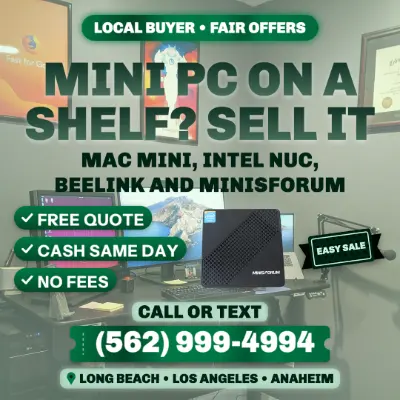 LOCAL BUYER • FAIR OFFERS
MINI PC ON A
SHELF? SELL IT
MAC MINI, INTEL NUC,
BEELINK AND MINISFORUM
✓ FREE QUOTE
✓ CASH SAME DAY
✓ NO FEES
MINISFORUM
EASY SALE
CALL OR TEXT
(562) 999-4994
LONG BEACH • LOS ANGELES • ANAHEIM